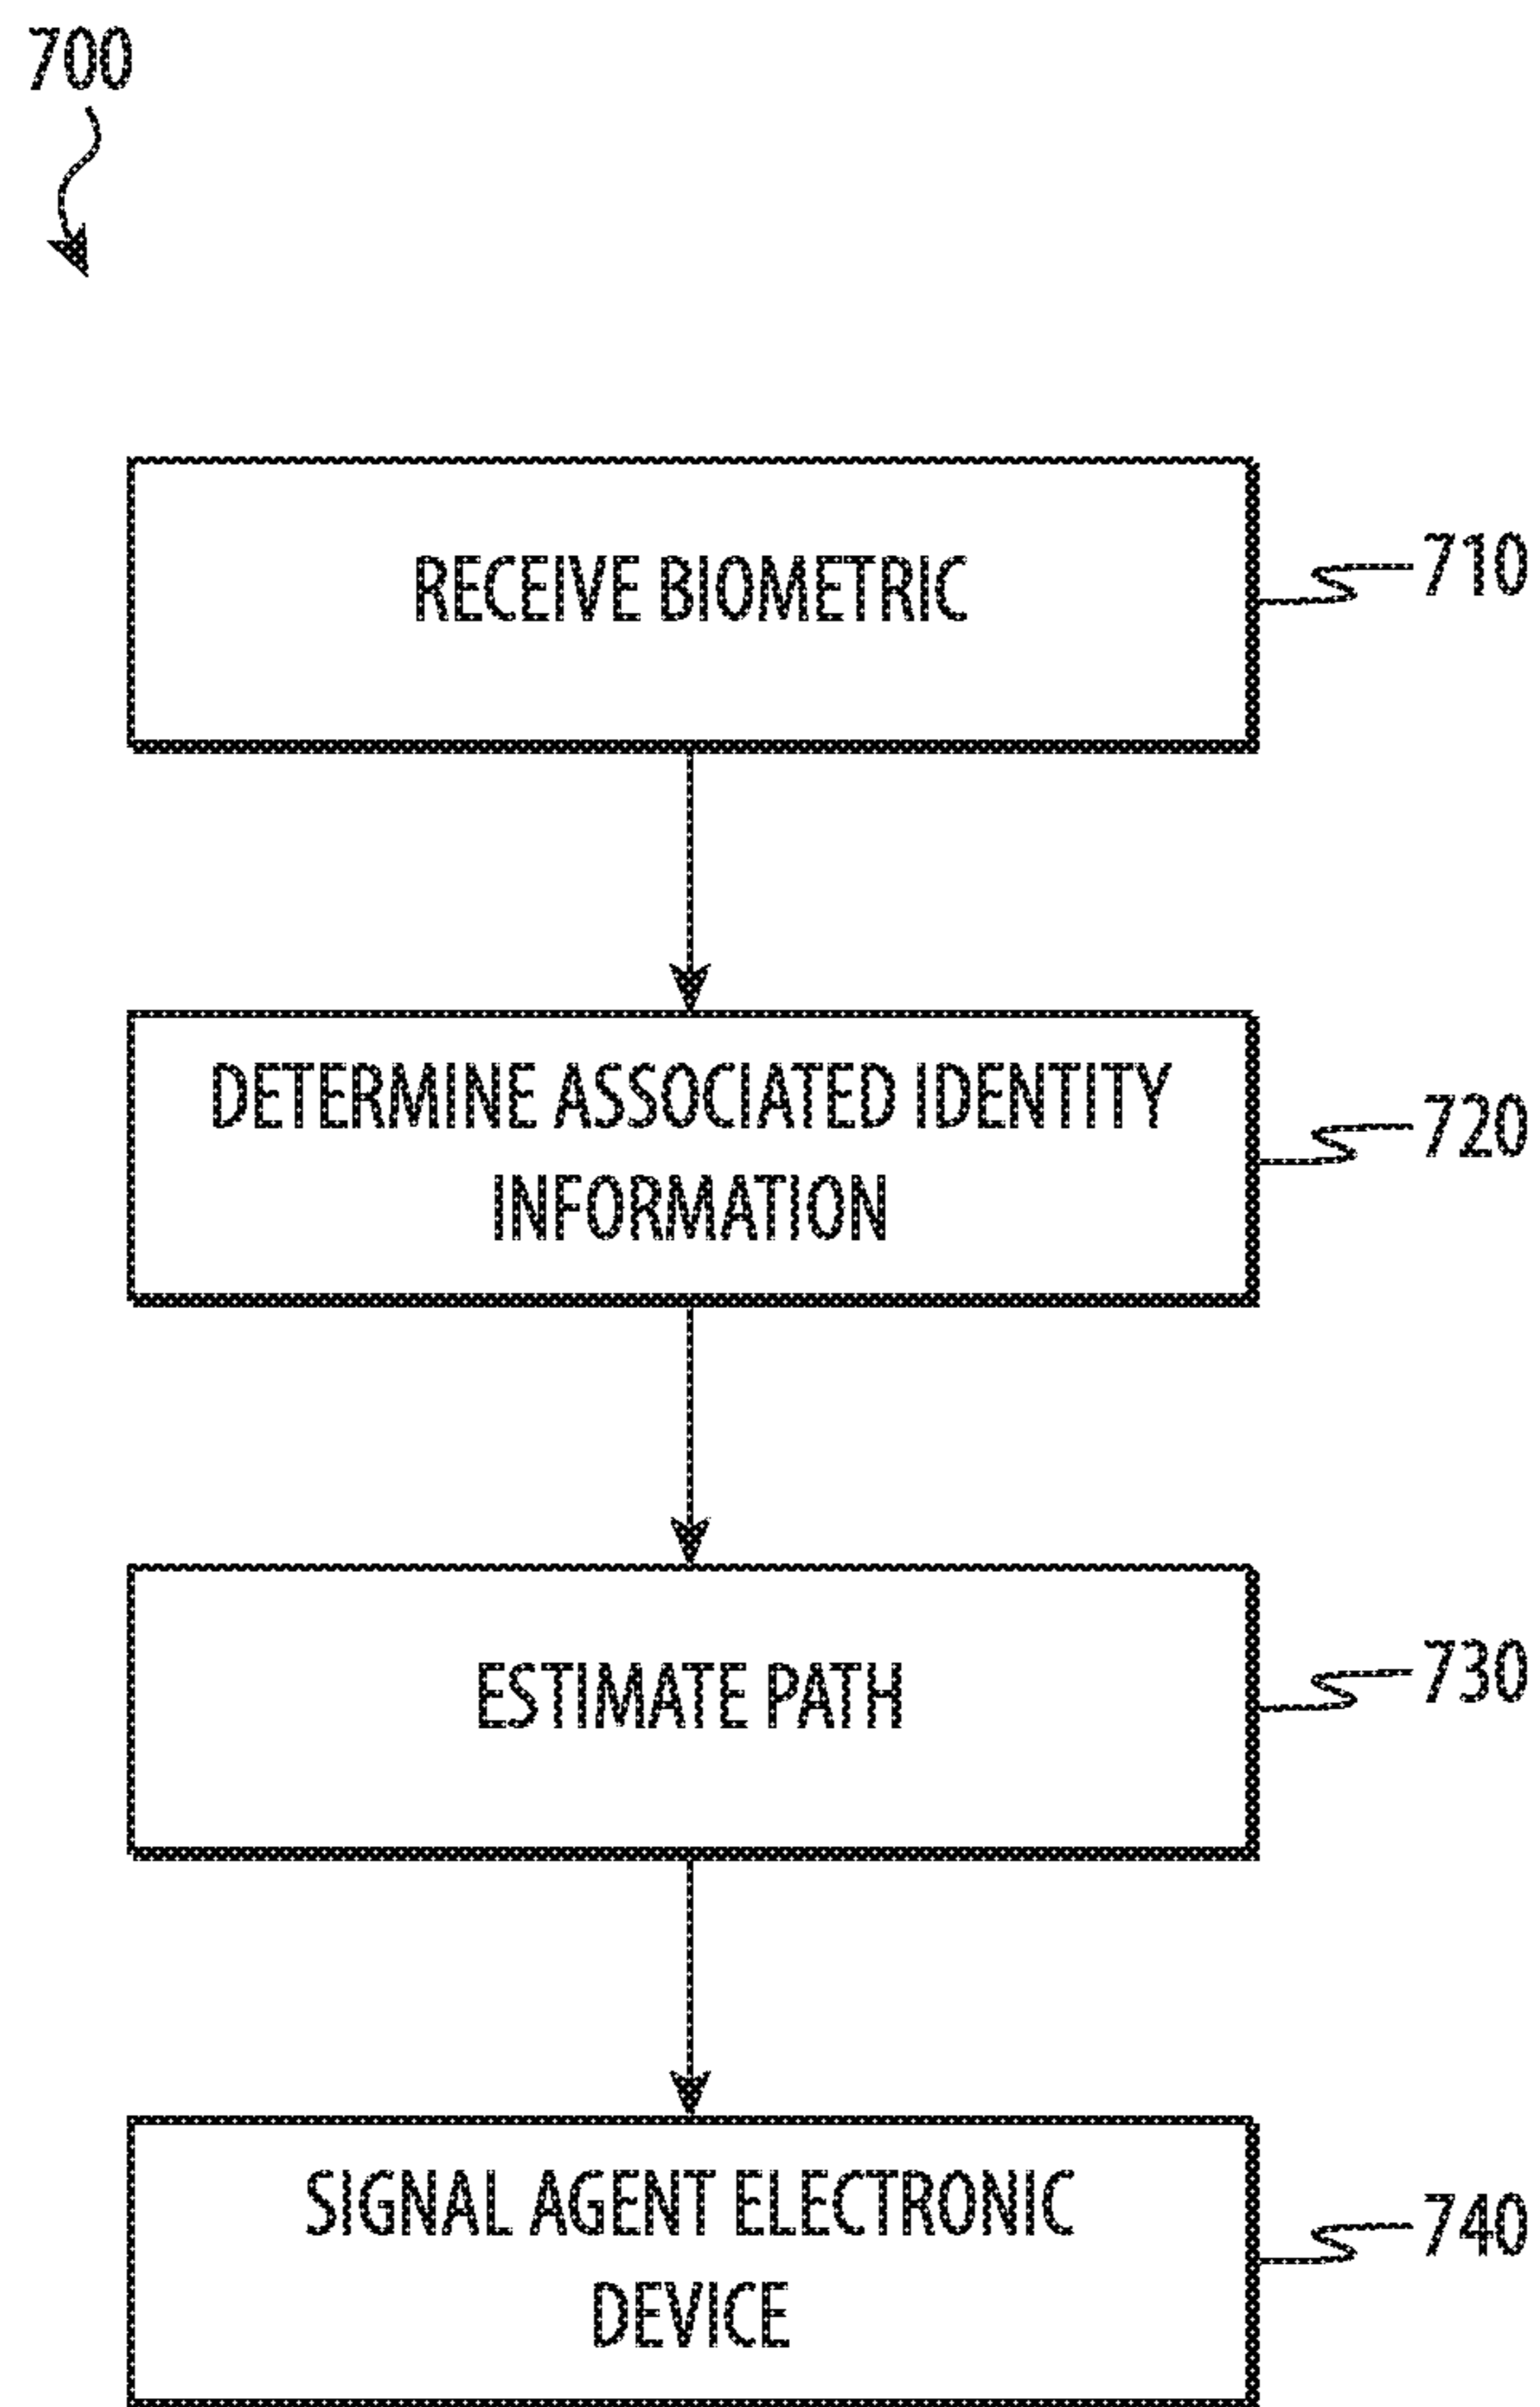 700
RECEIVE BIOMETRIC
710
DETERMINE ASSOCIATED IDENTITY
INFORMATION
720
ESTIMATE PATH
730
SIGNAL AGENT ELECTRONIC
DEVICE
740